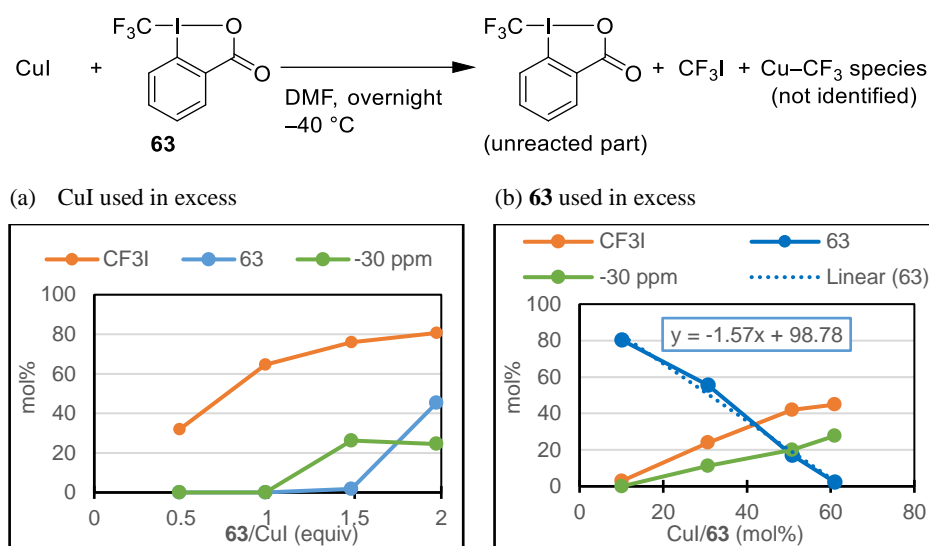 F₃C–I–O
O
CuI + 63
DMF, overnight
–40 °C
F₃C–I–O
O
(unreacted part)
+ CF₃I + Cu–CF₃ species
(not identified)
(a) CuI used in excess
CF3I 63 -30 ppm
mol%
100
80
60
40
20
0
0 0.5 1 1.5 2
63/CuI (equiv)
(b) 63 used in excess
CF3I 63
-30 ppm Linear (63)
y = -1.57x + 98.78
mol%
100
80
60
40
20
0
0 20 40 60 80
CuI/63 (mol%)